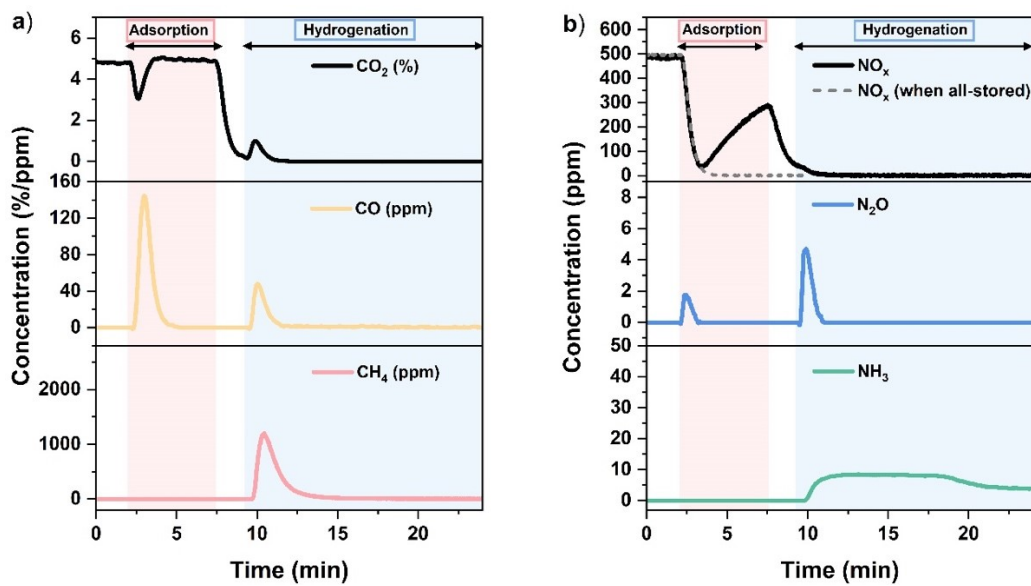 a)
Adsorption
Hydrogenation
CO₂ (%)
6
4
2
0
CO (ppm)
160
120
80
40
0
CH₄ (ppm)
2000
1000
0
Concentration (%/ppm)
0 5 10 15 20
Time (min)
b)
Adsorption
Hydrogenation
NOₓ
NOₓ (when all-stored)
600
500
400
300
200
100
0
N₂O
8
6
4
2
0
NH₃
50
40
30
20
10
0
Concentration (ppm)
0 5 10 15 20
Time (min)